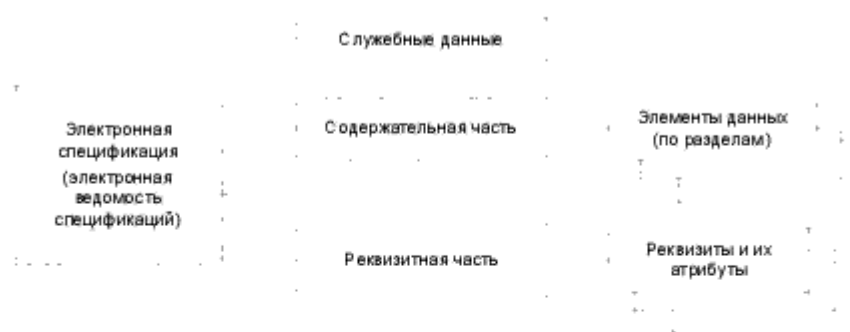 Служебные данные
Электронная
спецификация
(электронная
ведомость
спецификаций)
Содержательная часть
Элементы данных
(по разделам)
Реквизитная часть
Реквизиты и их
атрибуты